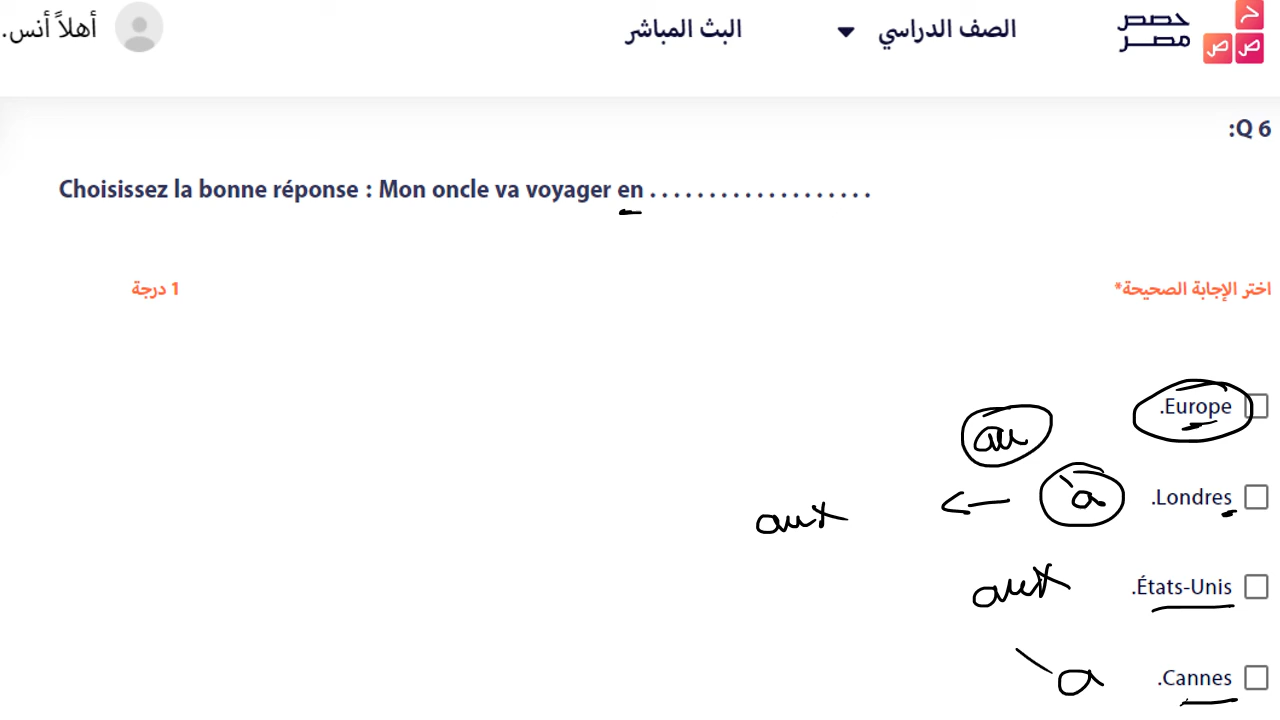 حصص مصر
ح
ص ص
الصف الدراسي
البث المباشر
أهلاً أنس.
Q 6:
Choisissez la bonne réponse : Mon oncle va voyager en . . . . . . . . . . . . . . . . . . .
اختر الإجابة الصحيحة*
1 درجة
Europe.
au
Londres.
à
aux
États-Unis.
aux
Cannes.
à